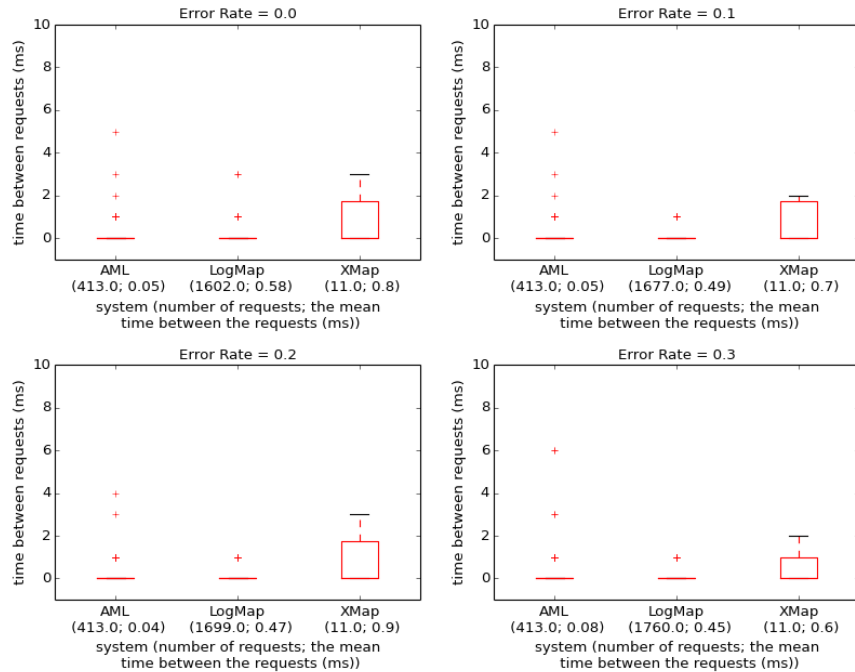 Error Rate = 0.0
10
8
6
4
2
0
time between requests (ms)
AML LogMap XMap
(413.0; 0.05) (1602.0; 0.58) (11.0; 0.8)
system (number of requests; the mean
time between the requests (ms))
Error Rate = 0.1
10
8
6
4
2
0
time between requests (ms)
AML LogMap XMap
(413.0; 0.05) (1677.0; 0.49) (11.0; 0.7)
system (number of requests; the mean
time between the requests (ms))
Error Rate = 0.2
10
8
6
4
2
0
time between requests (ms)
AML LogMap XMap
(413.0; 0.04) (1699.0; 0.47) (11.0; 0.9)
system (number of requests; the mean
time between the requests (ms))
Error Rate = 0.3
10
8
6
4
2
0
time between requests (ms)
AML LogMap XMap
(413.0; 0.08) (1760.0; 0.45) (11.0; 0.6)
system (number of requests; the mean
time between the requests (ms))